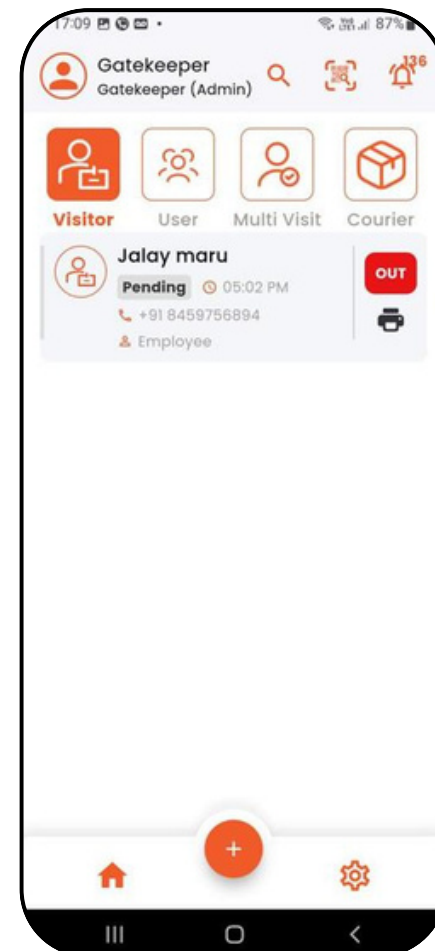 17:09 87%
Gatekeeper
Gatekeeper (Admin)
136
Visitor User Multi Visit Courier
Jalay maru
Pending 05:02 PM
+91 8459756894
Employee
OUT
+